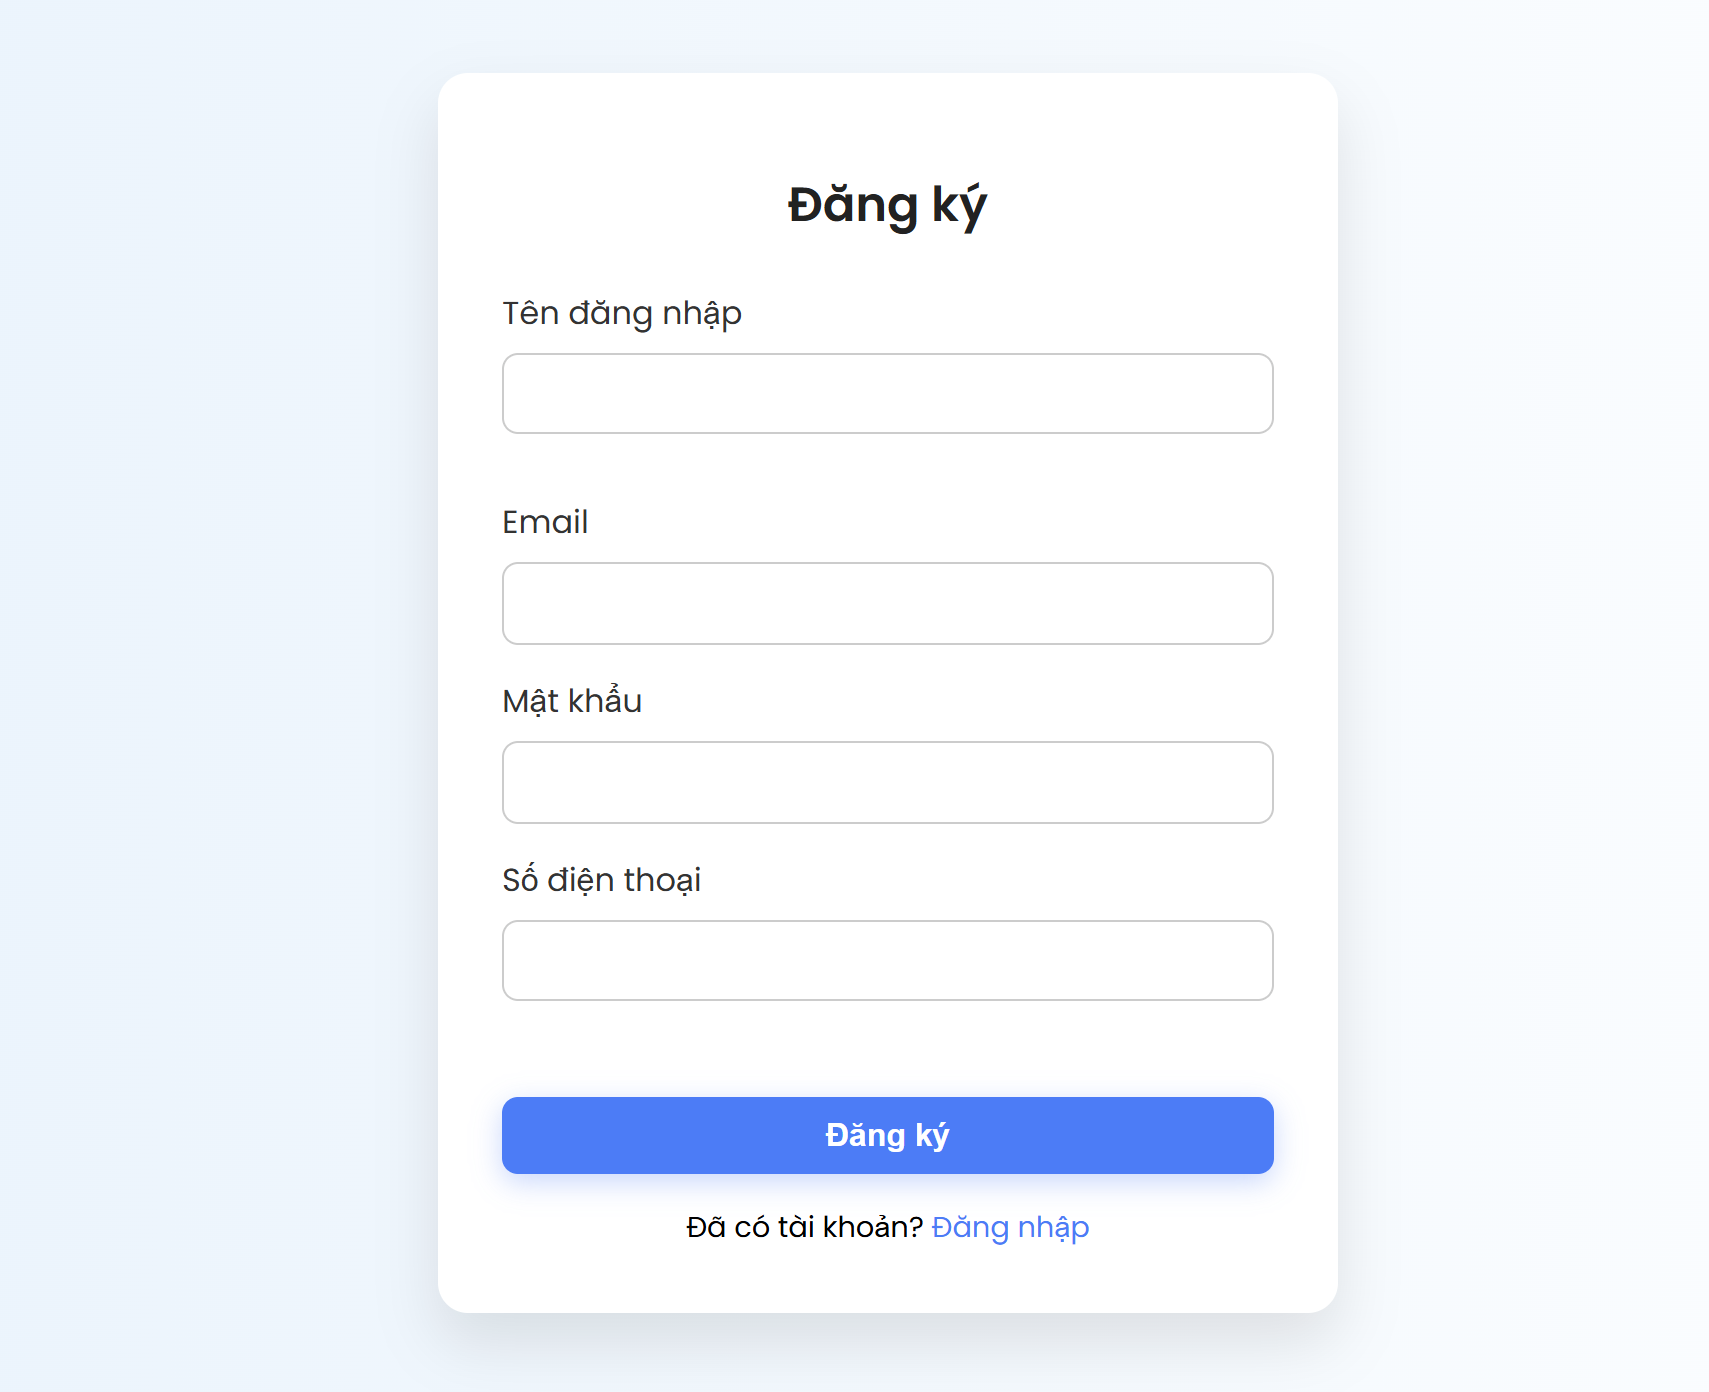 Đăng ký
Tên đăng nhập
Email
Mật khẩu
Số điện thoại
Đăng ký
Đã có tài khoản? Đăng nhập